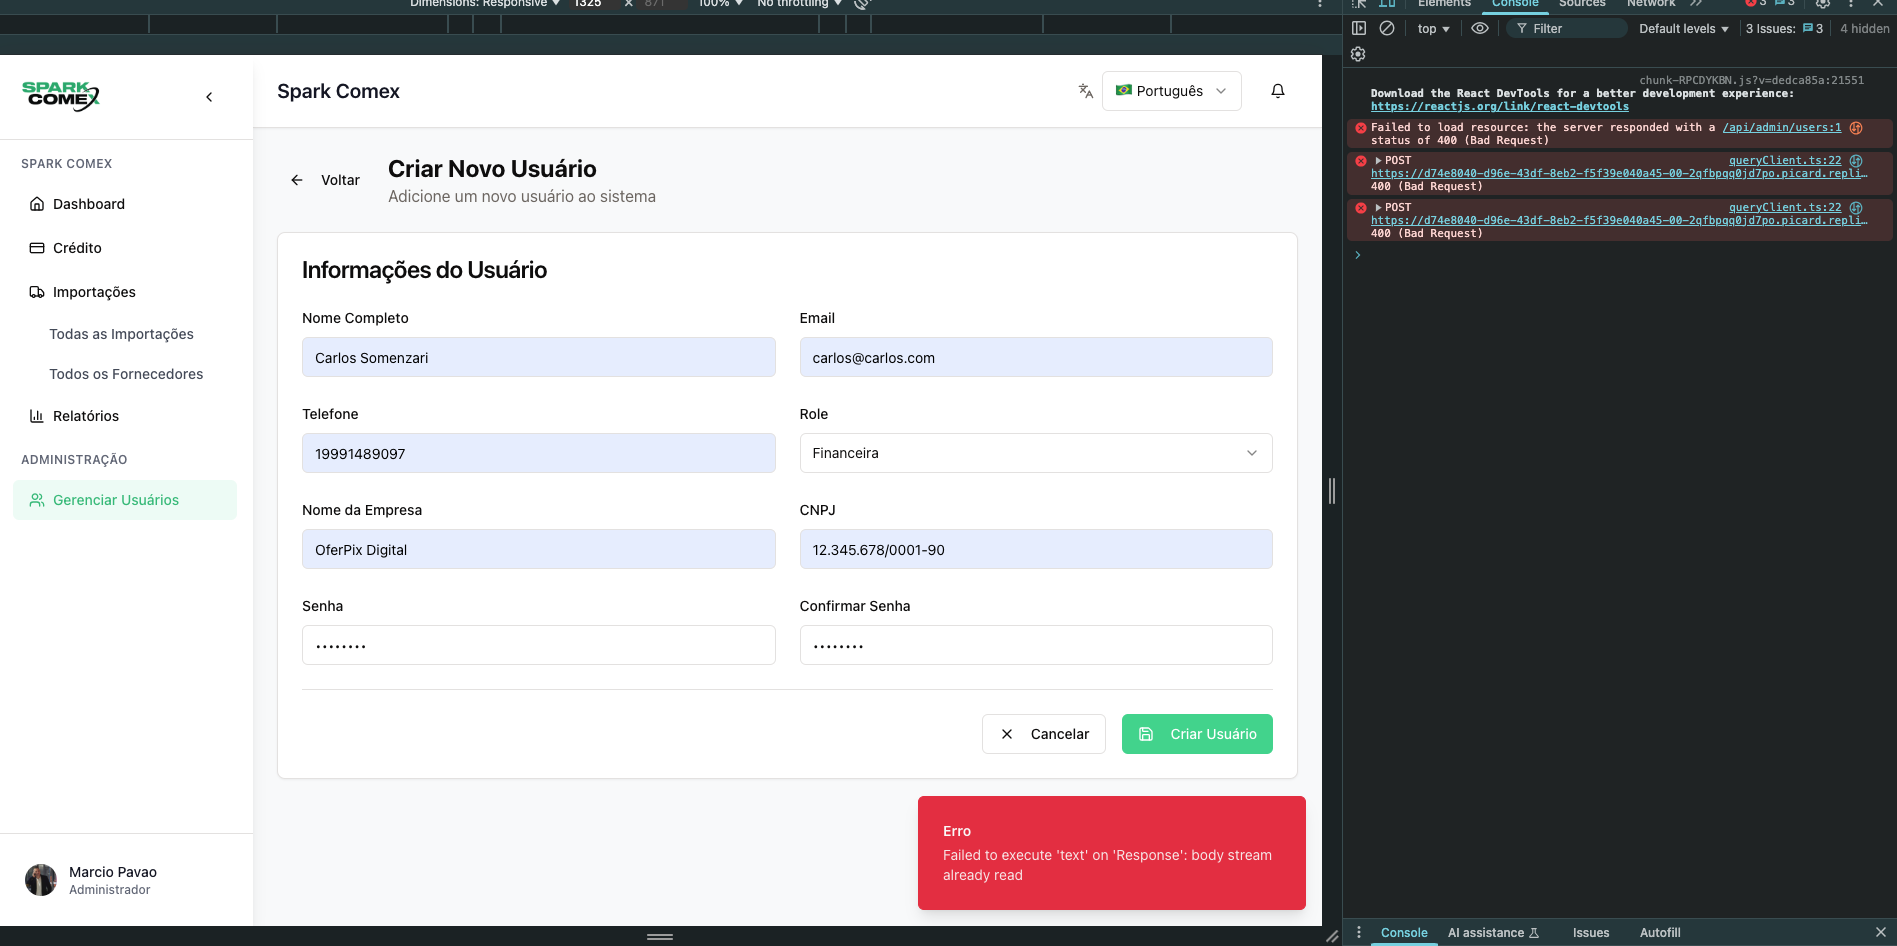 Dimensions: Responsive
1325
x
871
100%
No throttling
SPARK
COMEX
Spark Comex
Português
SPARK COMEX
Dashboard
Crédito
Importações
Todas as Importações
Todos os Fornecedores
Relatórios
ADMINISTRAÇÃO
Gerenciar Usuários
Marcio Pavao
Administrador
Voltar
Criar Novo Usuário
Adicione um novo usuário ao sistema
Informações do Usuário
Nome Completo
Email
Carlos Somenzari
carlos@carlos.com
Telefone
Role
19991489097
Financeira
Nome da Empresa
CNPJ
OferPix Digital
12.345.678/0001-90
Senha
Confirmar Senha
••••••••
••••••••
Cancelar
Criar Usuário
Erro
Failed to execute 'text' on 'Response': body stream
already read
Elements
Console
Sources
Network
3
3
top
Filter
Default levels
3 Issues:
3
4 hidden
chunk-RPCDYKBN.js?v=dedca85a:21551
Download the React DevTools for a better development experience:
https://reactjs.org/link/react-devtools
Failed to load resource: the server responded with a /api/admin/users:1
status of 400 (Bad Request)
POST queryClient.ts:22
https://d74e8040-d96e-43df-8eb2-f5f39e040a45-00-2qfbpqq0jd7po.picard.repli…
400 (Bad Request)
POST queryClient.ts:22
https://d74e8040-d96e-43df-8eb2-f5f39e040a45-00-2qfbpqq0jd7po.picard.repli…
400 (Bad Request)
Console
AI assistance
Issues
Autofill